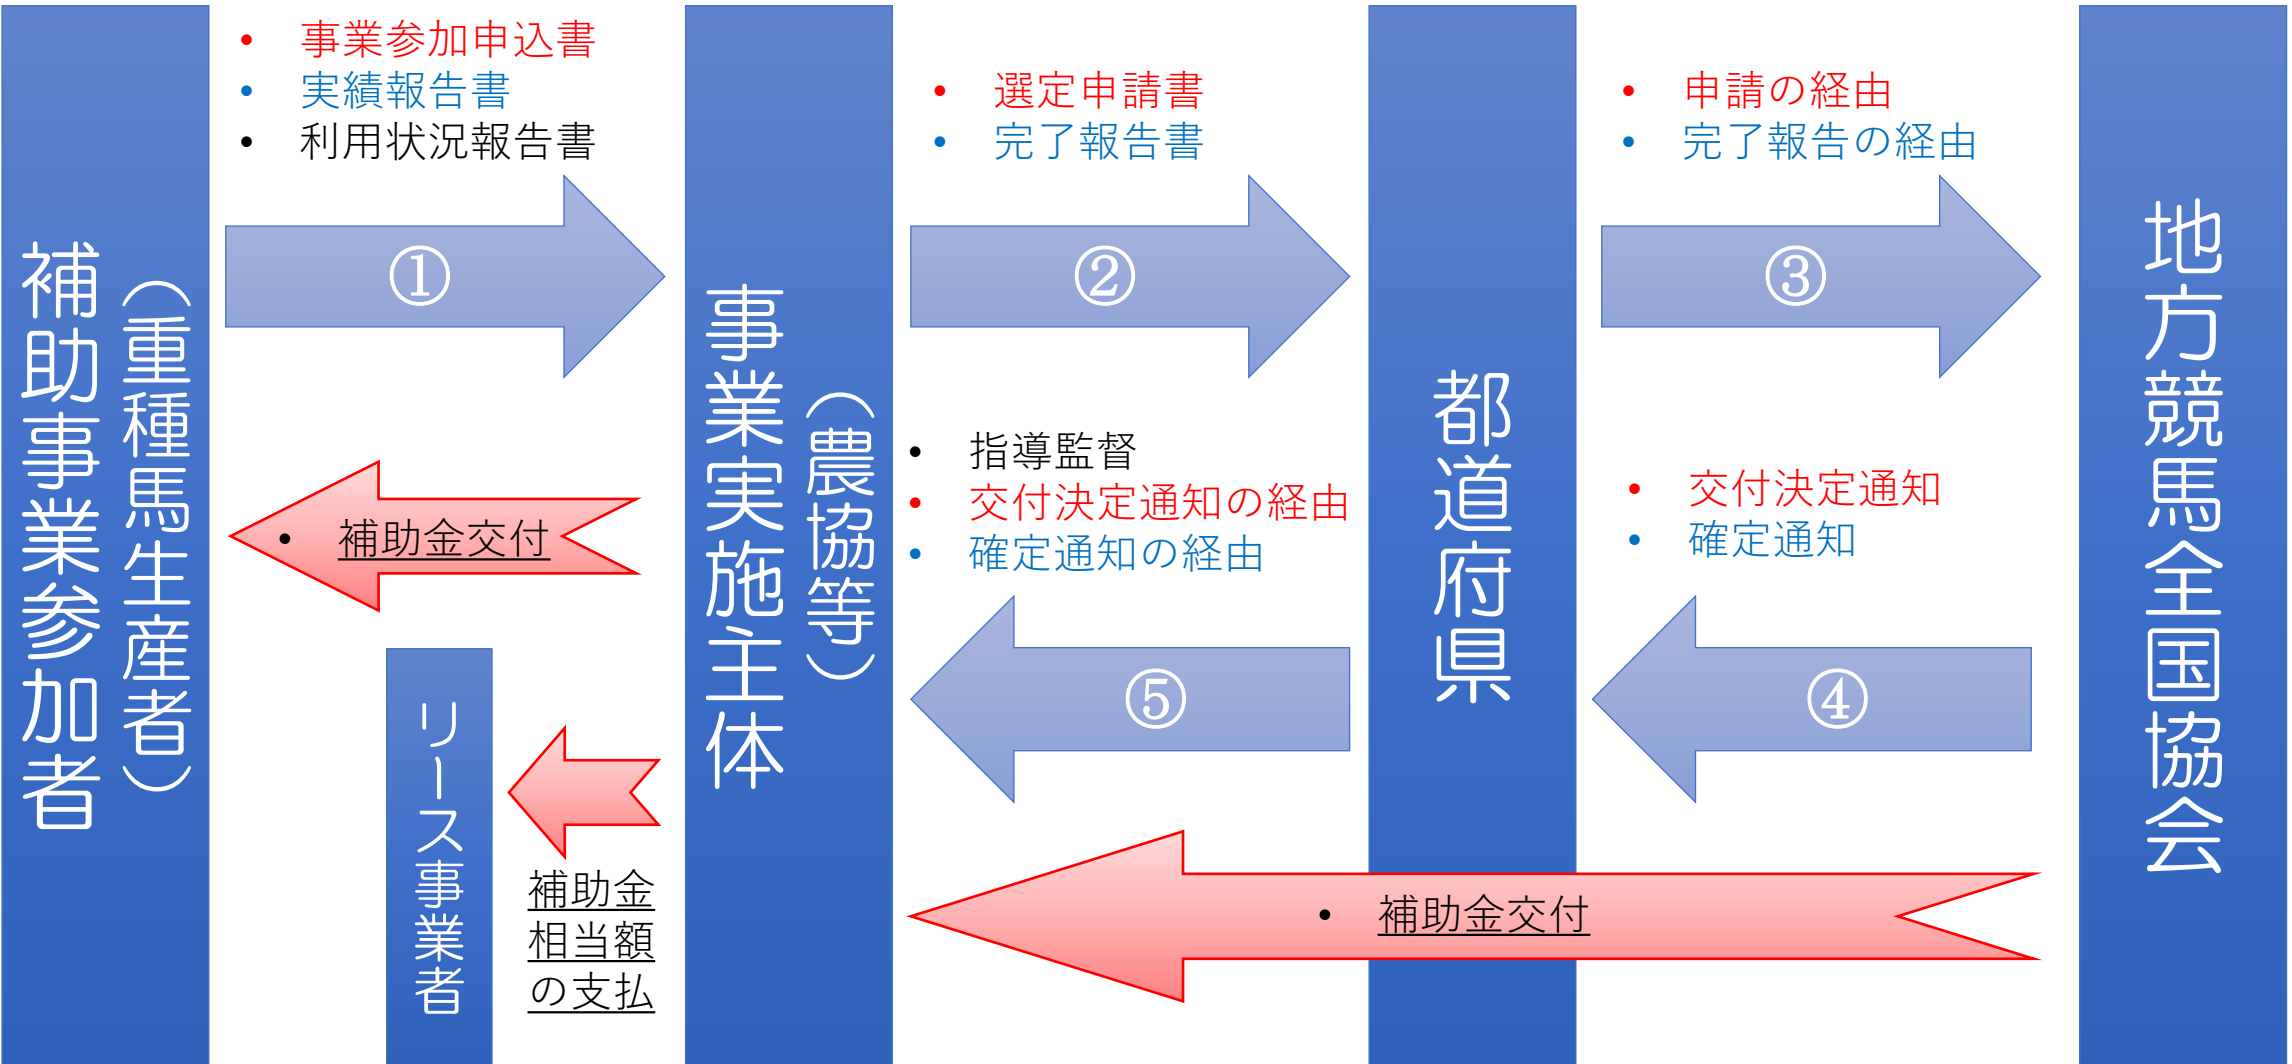 補助事業参加者
（重種馬生産者）
• 事業参加申込書
• 実績報告書
• 利用状況報告書
①
• 補助金交付
リース事業者
補助金
相当額
の支払
事業実施主体
（農協等）
• 選定申請書
• 完了報告書
②
• 指導監督
• 交付決定通知の経由
• 確定通知の経由
⑤
都道府県
• 申請の経由
• 完了報告の経由
③
• 交付決定通知
• 確定通知
④
• 補助金交付
地方競馬全国協会